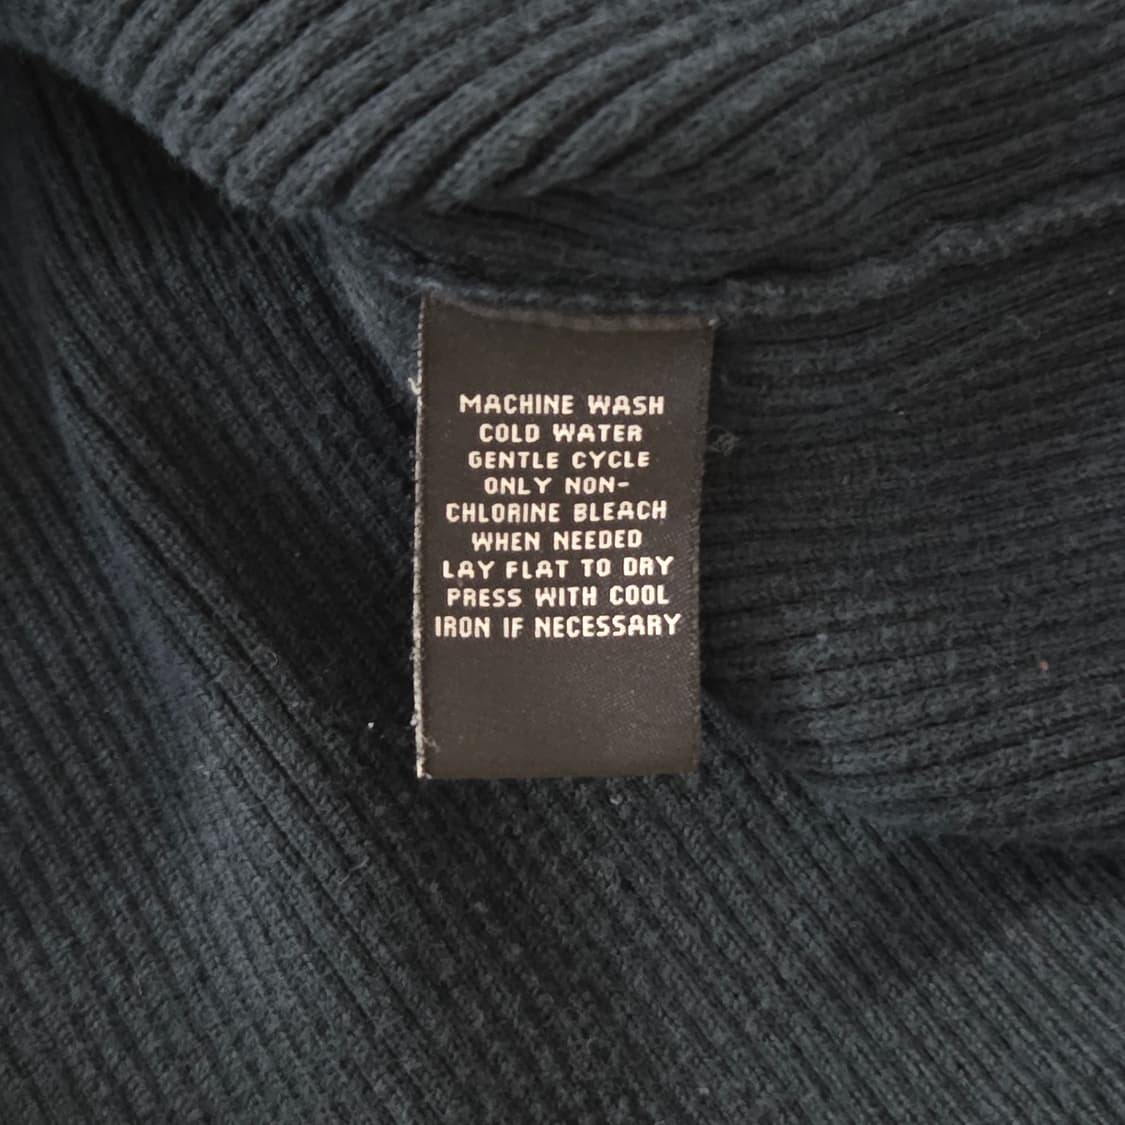 MACHINE WASH
COLD WATER
GENTLE CYCLE
ONLY NON-
CHLORINE BLEACH
WHEN NEEDED
LAY FLAT TO DRY
PRESS WITH COOL
IRON IF NECESSARY